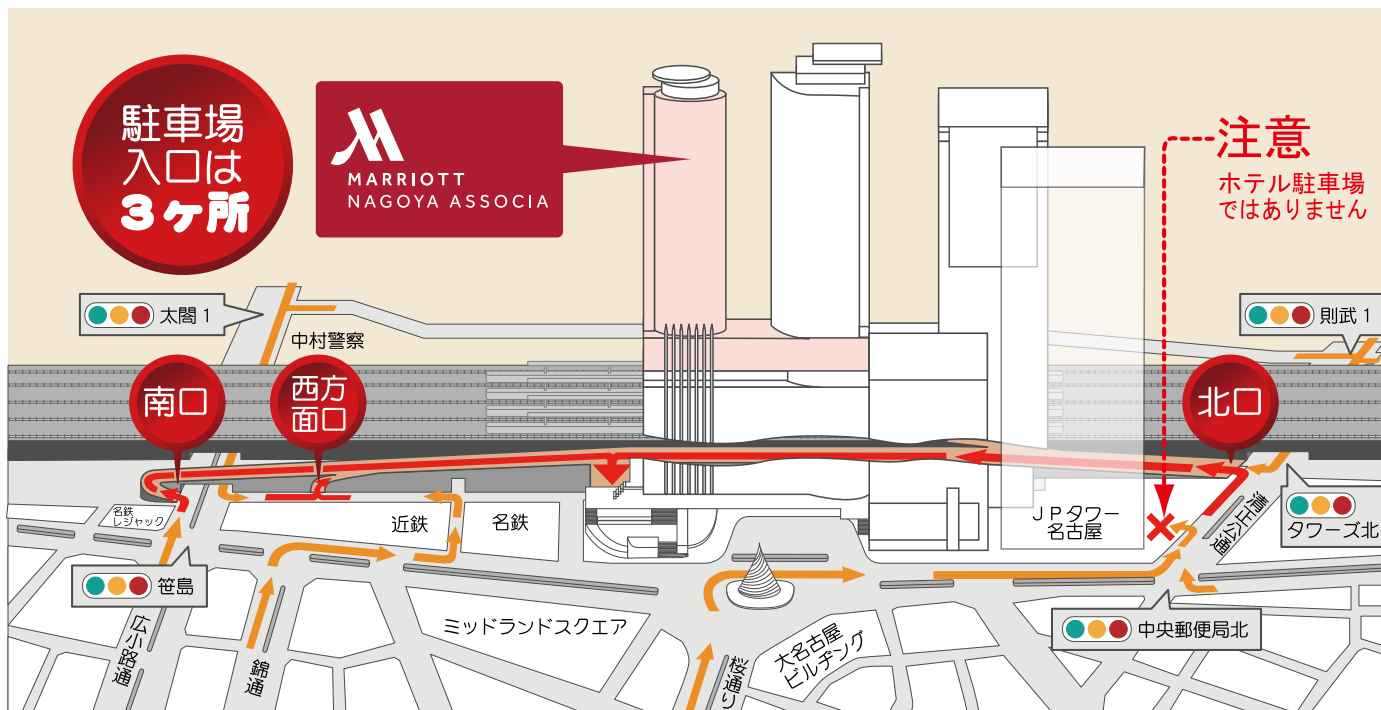 駐車場
入口は
3ヶ所
MARRIOTT
NAGOYA ASSOCIA
注意
ホテル駐車場
ではありません
太閤1
中村警察
則武1
南口
西方
面口
北口
名鉄
レジャック
近鉄
名鉄
JPタワー
名古屋
清正公通
タワーズ北
笹島
広小路通
錦通
ミッドランドスクエア
桜通り
大名古屋
ビルヂング
中央郵便局北